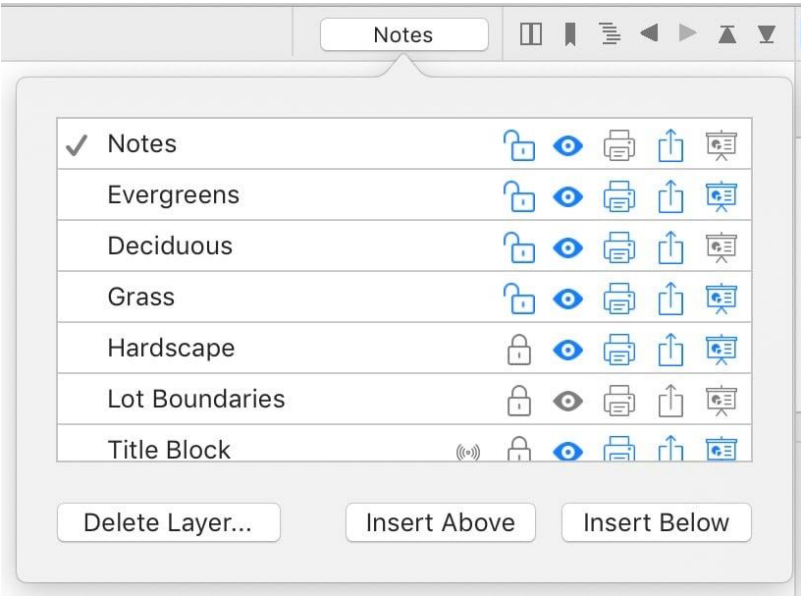 Notes
Notes
Evergreens
Deciduous
Grass
Hardscape
Lot Boundaries
Title Block
Delete Layer... Insert Above Insert Below